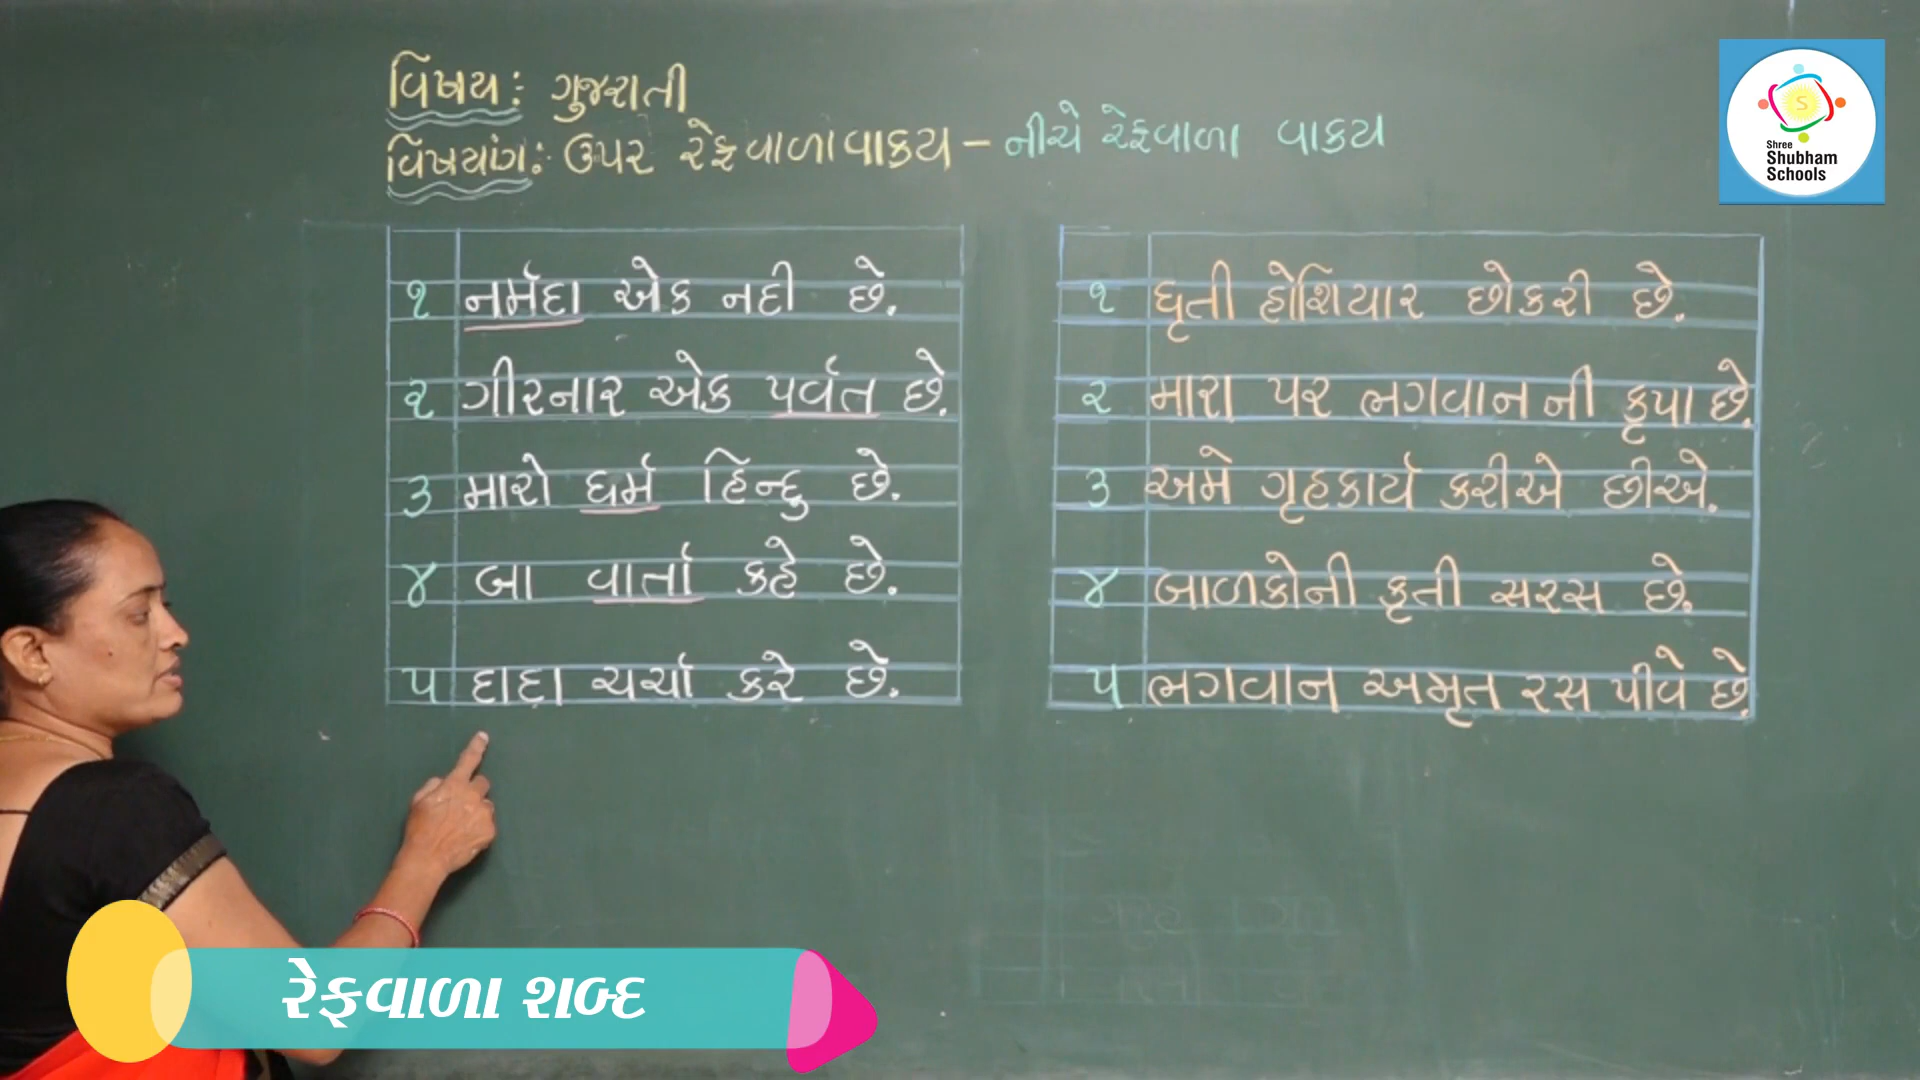 વિષય: ગુજરાતી
વિષયાંગ: ઉપર રેફવાળા વાક્ય – નીચે રેફવાળા વાક્ય
૧ નર્મદા એક નદી છે.
૨ ગીરનાર એક પર્વત છે.
૩ મારો ધર્મ હિન્દુ છે.
૪ બા વાર્તા કહે છે.
૫ દાદા ચર્ચા કરે છે.
૧ ધૃતી હોશિયાર છોકરી છે.
૨ મારા પર ભગવાન ની કૃપા છે.
૩ અમે ગૃહકાર્ય કરીએ છીએ.
૪ બાળકોની કૃતી સરસ છે.
૫ ભગવાન અમૃત રસ પીવે છે.
Shree
Shubham
Schools
રેફવાળા શબ્દ